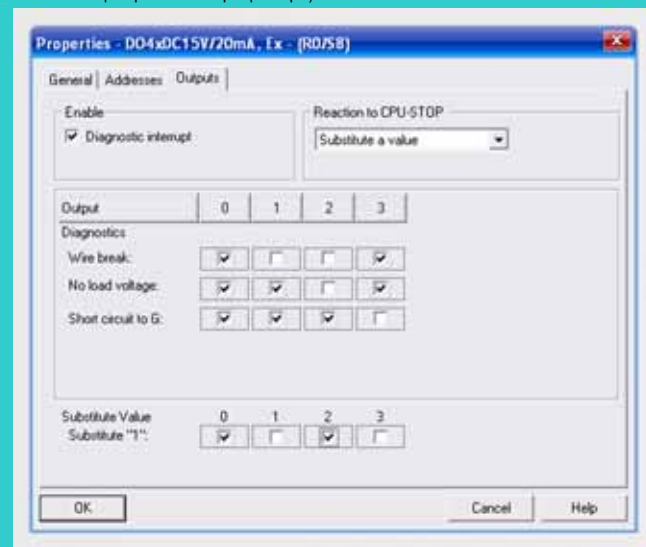 Properties - DO4xDC15V/20mA, Ex - (R0/S8)
General Addresses Outputs
Enable
Diagnostic interrupt
Reaction to CPU-STOP
Substitute a value
Output 0 1 2 3
Diagnostics
Wire break:
No load voltage:
Short circuit to G:
Substitute Value 0 1 2 3
Substitute "1":
OK Cancel Help